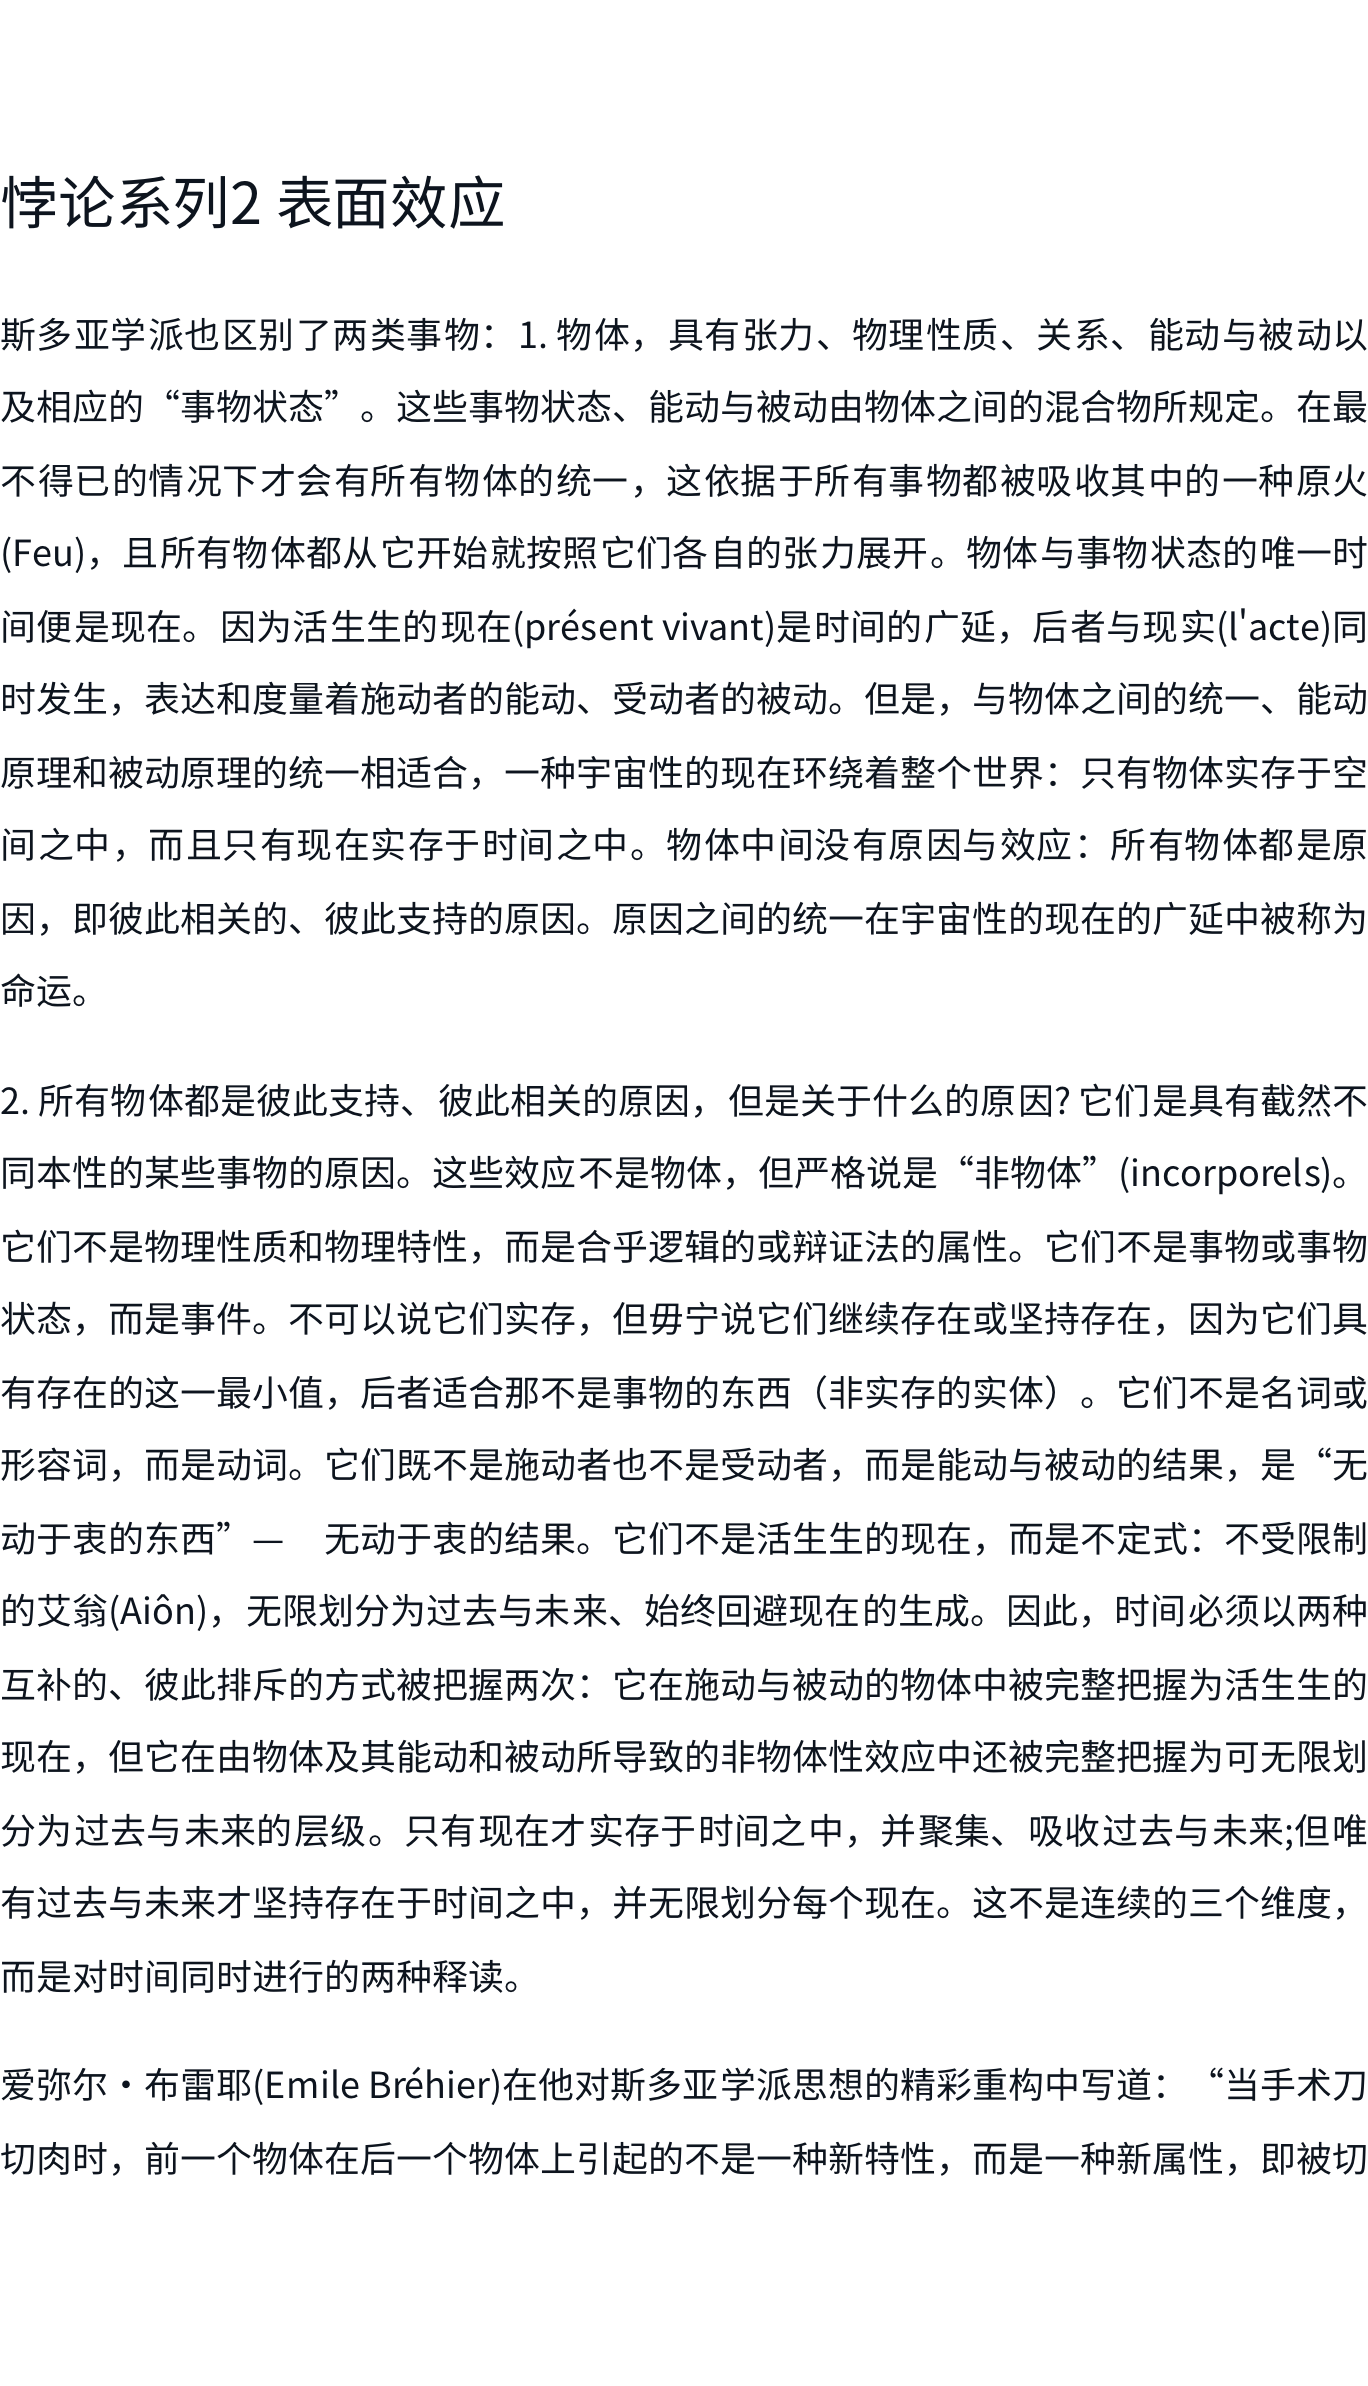 悖论系列2 表面效应
斯多亚学派也区别了两类事物：1. 物体，具有张力、物理性质、关系、能动与被动以
及相应的“事物状态”。这些事物状态、能动与被动由物体之间的混合物所规定。在最
不得已的情况下才会有所有物体的统一，这依据于所有事物都被吸收其中的一种原火
(Feu)，且所有物体都从它开始就按照它们各自的张力展开。物体与事物状态的唯一时
间便是现在。因为活生生的现在(présent vivant)是时间的广延，后者与现实(l'acte)同
时发生，表达和度量着施动者的能动、受动者的被动。但是，与物体之间的统一、能动
原理和被动原理的统一相适合，一种宇宙性的现在环绕着整个世界：只有物体实存于空
间之中，而且只有现在实存于时间之中。物体中间没有原因与效应：所有物体都是原
因，即彼此相关的、彼此支持的原因。原因之间的统一在宇宙性的现在的广延中被称为
命运。
2. 所有物体都是彼此支持、彼此相关的原因，但是关于什么的原因? 它们是具有截然不
同本性的某些事物的原因。这些效应不是物体，但严格说是“非物体”(incorporels)。
它们不是物理性质和物理特性，而是合乎逻辑的或辩证法的属性。它们不是事物或事物
状态，而是事件。不可以说它们实存，但毋宁说它们继续存在或坚持存在，因为它们具
有存在的这一最小值，后者适合那不是事物的东西（非实存的实体）。它们不是名词或
形容词，而是动词。它们既不是施动者也不是受动者，而是能动与被动的结果，是“无
动于衷的东西”—　无动于衷的结果。它们不是活生生的现在，而是不定式：不受限制
的艾翁(Aiôn)，无限划分为过去与未来、始终回避现在的生成。因此，时间必须以两种
互补的、彼此排斥的方式被把握两次：它在施动与被动的物体中被完整把握为活生生的
现在，但它在由物体及其能动和被动所导致的非物体性效应中还被完整把握为可无限划
分为过去与未来的层级。只有现在才实存于时间之中，并聚集、吸收过去与未来;但唯
有过去与未来才坚持存在于时间之中，并无限划分每个现在。这不是连续的三个维度，
而是对时间同时进行的两种释读。
爱弥尔·布雷耶(Emile Bréhier)在他对斯多亚学派思想的精彩重构中写道：“当手术刀
切肉时，前一个物体在后一个物体上引起的不是一种新特性，而是一种新属性，即被切